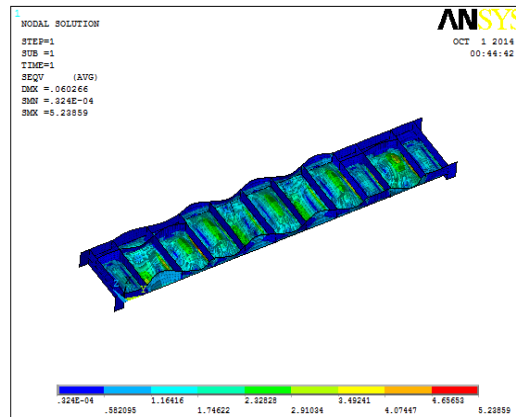 1
NODAL SOLUTION
ANSYS
STEP=1
SUB =1
TIME=1
SEQV (AVG)
DMX =.060266
SMN =.324E-04
SMX =5.23859
OCT 1 2014
00:44:42
Z
Y
.324E-04 1.16416 2.32828 3.49241 4.65653
.582095 1.74622 2.91034 4.07447 5.23859